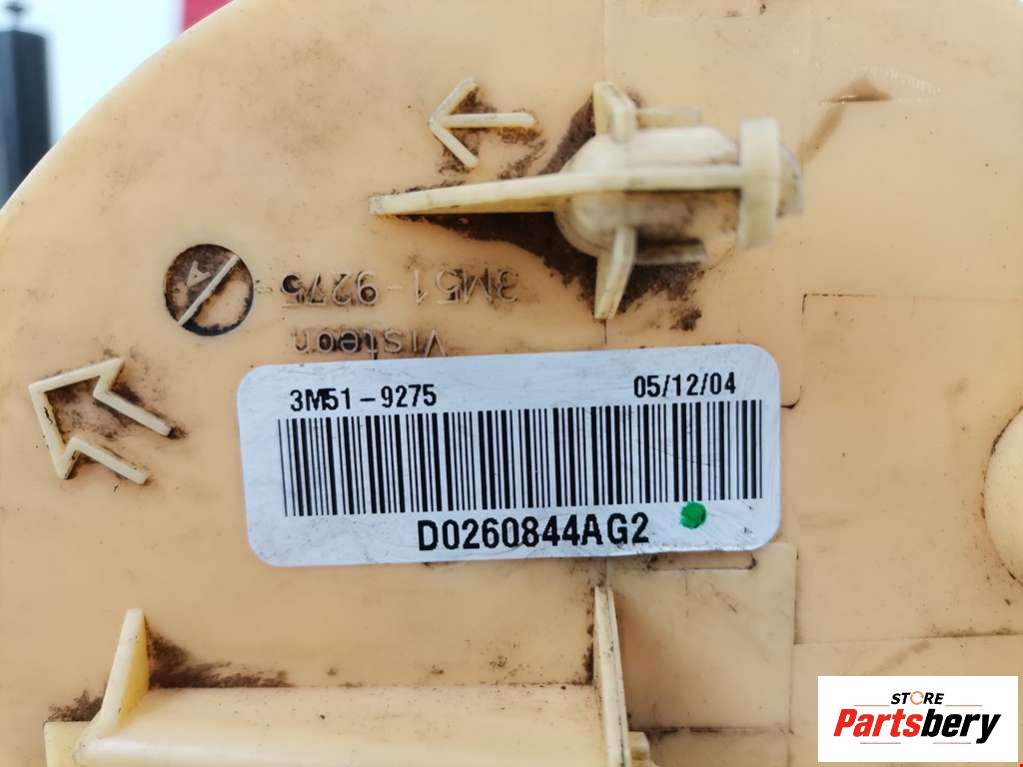 3M51-9275-
Visteon
3M51-9275 05/12/04
D0260844AG2
STORE
Partsbery